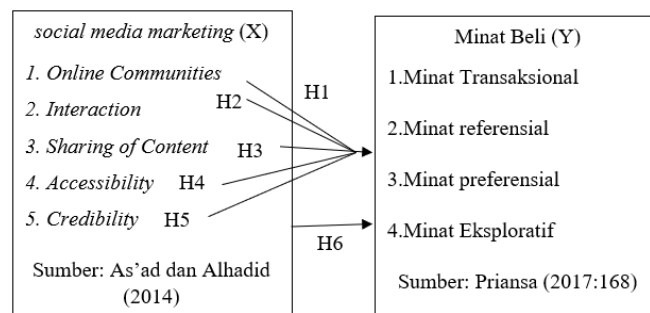 social media marketing (X)
1. Online Communities
2. Interaction
3. Sharing of Content
4. Accessibility
5. Credibility
Sumber: As'ad dan Alhadid
(2014)
H1
H2
H3
H4
H5
H6
Minat Beli (Y)
1.Minat Transaksional
2.Minat referensial
3.Minat preferensial
4.Minat Eksploratif
Sumber: Priansa (2017:168)